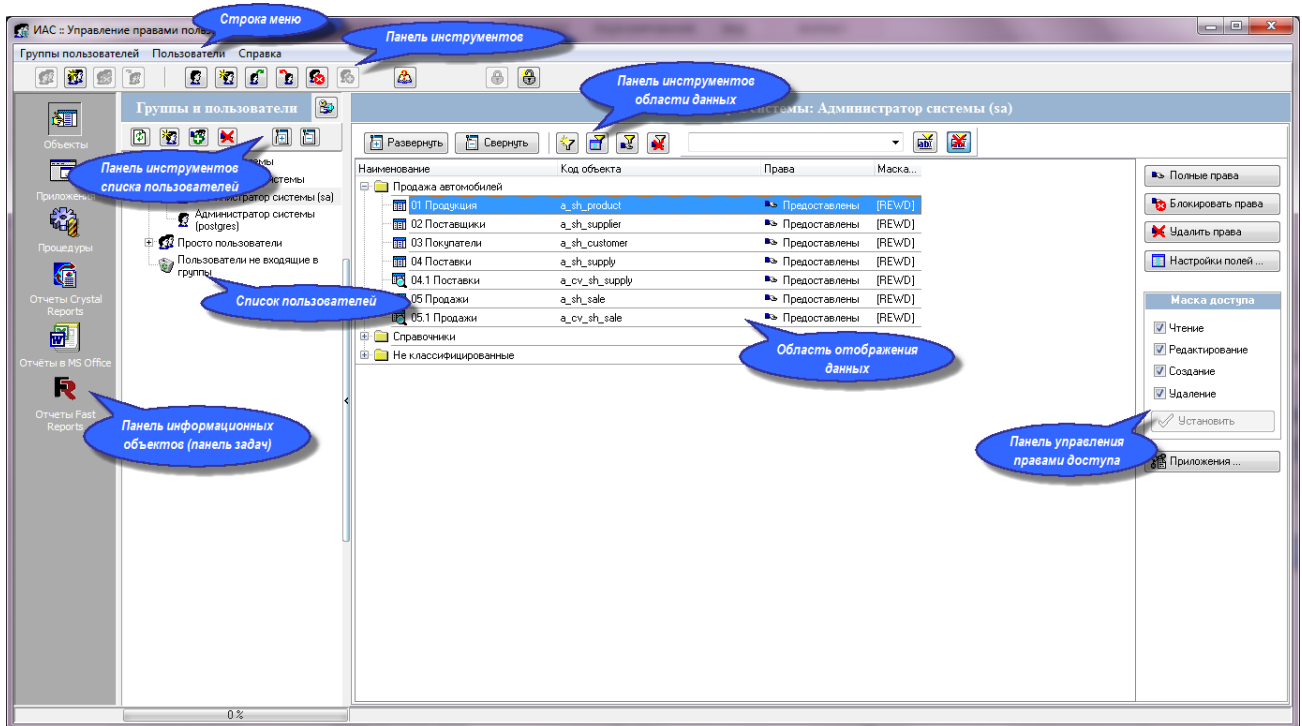 ИАС :: Управление правами поль
Строка меню
Группы пользователей Пользователи Справка
Панель инструментов
Панель инструментов
области данных
Группы и пользователи
системы: Администратор системы (sa)
Объекты
Приложения
Процедуры
Отчеты Crystal
Reports
Отчёты в MS Office
Отчеты Fast
Reports
Панель инструментов
списка пользователей
стемы
(sa)
Администратор системы
(postgres)
Просто пользователи
Пользователи не входящие в
группы
Список пользователей
Панель информационных
объектов (панель задач)
Развернуть Свернуть
abl abl
Наименование Код объекта Права Маска...
Продажа автомобилей
01 Продукция a_sh_product Предоставлены [REWD]
02 Поставщики a_sh_supplier Предоставлены [REWD]
03 Покупатели a_sh_customer Предоставлены [REWD]
04 Поставки a_sh_supply Предоставлены [REWD]
04.1 Поставки a_cv_sh_supply Предоставлены [REWD]
05 Продажи a_sh_sale Предоставлены [REWD]
05.1 Продажи a_cv_sh_sale Предоставлены [REWD]
Справочники
Не классифицированные
Область отображения
данных
Полные права
Блокировать права
Удалить права
Настройки полей ...
Маска доступа
Чтение
Редактирование
Создание
Удаление
Установить
Панель управления
правами доступа
Приложения ...
0 %